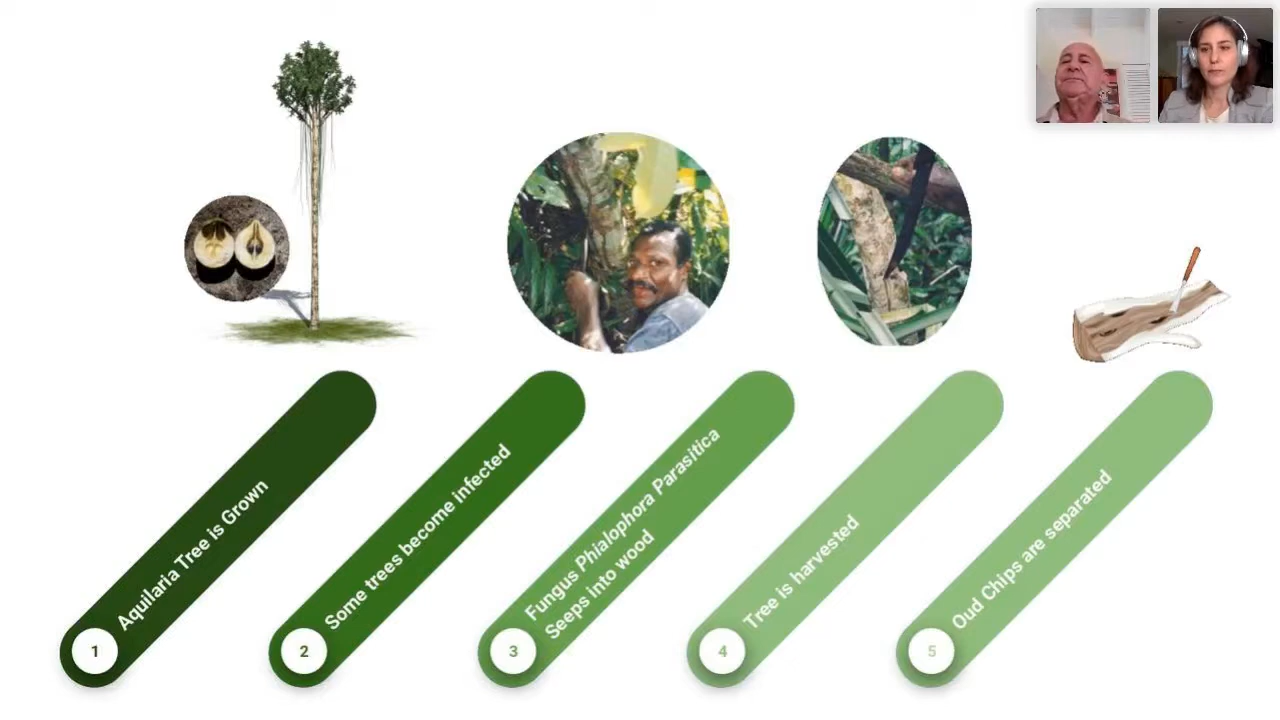 Aquilaria Tree is Grown
1
Some trees become infected
2
Fungus Phialophora Parasitica
Seeps into wood
3
Tree is harvested
4
Oud Chips are separated
5